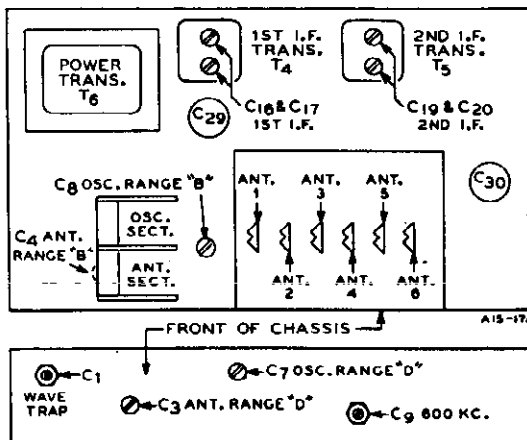 POWER
TRANS.
T6
1ST I.F.
TRANS.
T4
2ND I.F.
TRANS.
T5
C16 & C17
1ST I.F.
C29
C19 & C20
2ND I.F.
C30
C8 OSC. RANGE "B"
OSC.
SECT.
C4 ANT.
RANGE "B"
ANT.
SECT.
ANT.
1
ANT.
3
ANT.
5
ANT.
2
ANT.
4
ANT.
6
FRONT OF CHASSIS
C1
WAVE
TRAP
C7 OSC. RANGE "D"
C3 ANT. RANGE "D"
C9 600 KC.